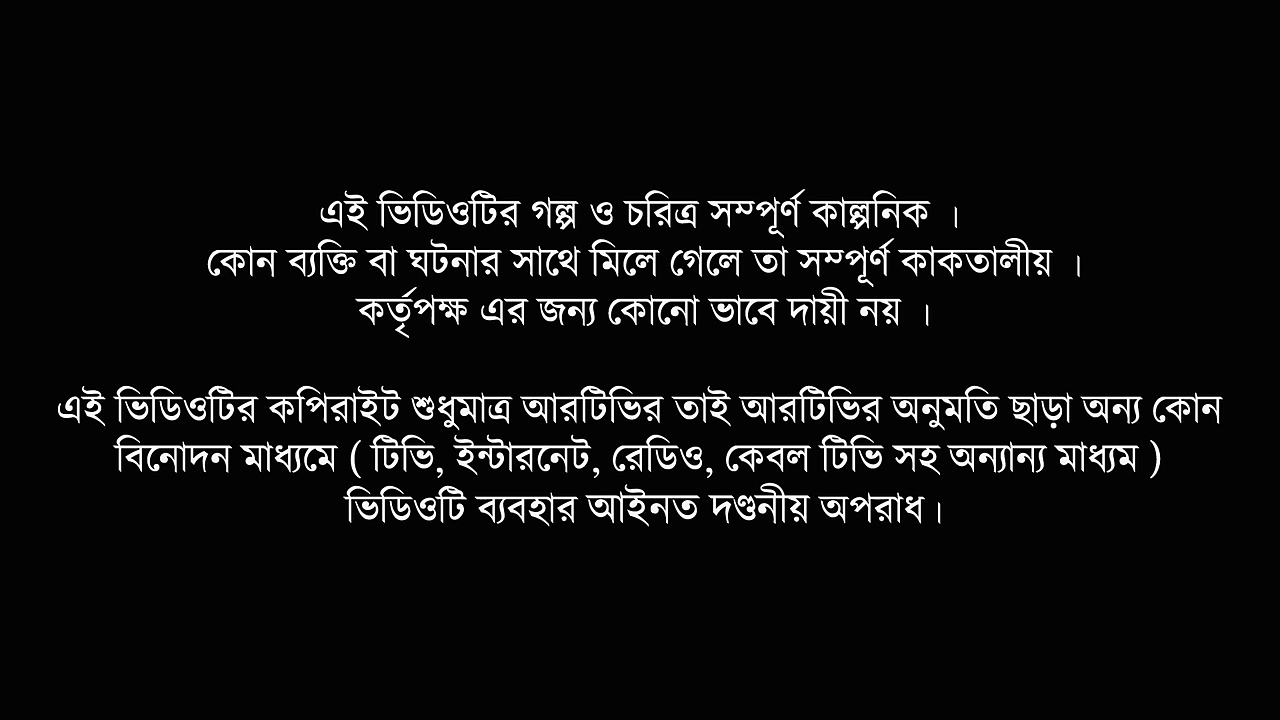 এই ভিডিওটির গল্প ও চরিত্র সম্পূর্ণ কাল্পনিক ।
কোন ব্যক্তি বা ঘটনার সাথে মিলে গেলে তা সম্পূর্ণ কাকতালীয় ।
কর্তৃপক্ষ এর জন্য কোনো ভাবে দায়ী নয় ।
এই ভিডিওটির কপিরাইট শুধুমাত্র আরটিভির তাই আরটিভির অনুমতি ছাড়া অন্য কোন
বিনোদন মাধ্যমে ( টিভি, ইন্টারনেট, রেডিও, কেবল টিভি সহ অন্যান্য মাধ্যম )
ভিডিওটি ব্যবহার আইনত দণ্ডনীয় অপরাধ।